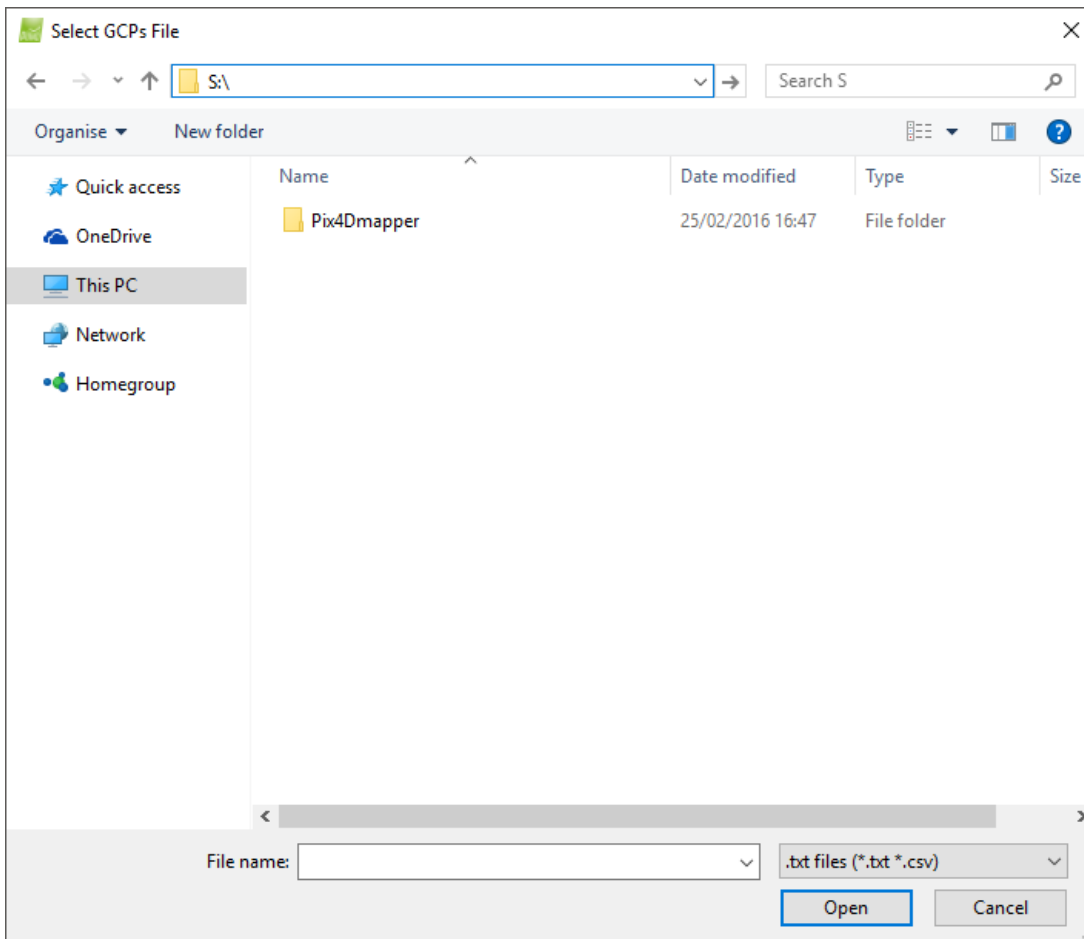 Select GCPs File
S:\
Search S
Organise
New folder
?
Name
Date modified
Type
Size
Quick access
Pix4Dmapper
25/02/2016 16:47
File folder
OneDrive
This PC
Network
Homegroup
File name:
.txt files (*.txt *.csv)
Open
Cancel